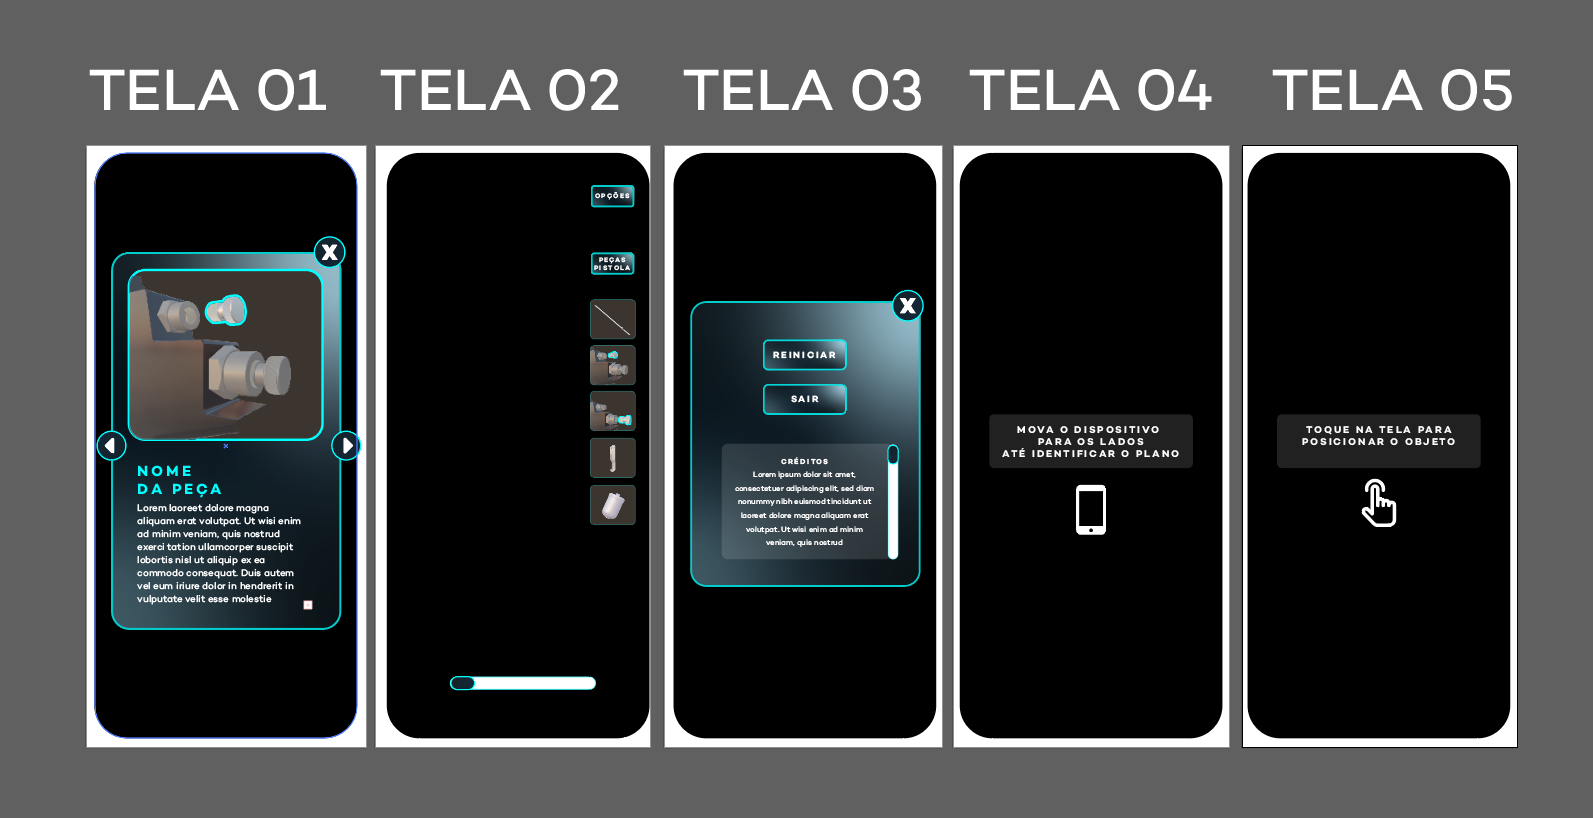 TELA 01
TELA 02
TELA 03
TELA 04
TELA 05
X
NOME
DA PEÇA
Lorem laoreet dolore magna
aliquam erat volutpat. Ut wisi enim
ad minim veniam, quis nostrud
exerci tation ullamcorper suscipit
lobortis nisl ut aliquip ex ea
commodo consequat. Duis autem
vel eum iriure dolor in hendrerit in
vulputate velit esse molestie
OPÇÕES
PEÇAS
PISTOLA
X
REINICIAR
SAIR
CRÉDITOS
Lorem ipsum dolor sit amet,
consectetuer adipiscing elit, sed diam
nonummy nibh euismod tincidunt ut
laoreet dolore magna aliquam erat
volutpat. Ut wisi enim ad minim
veniam, quis nostrud
MOVA O DISPOSITIVO
PARA OS LADOS
ATÉ IDENTIFICAR O PLANO
TOQUE NA TELA PARA
POSICIONAR O OBJETO